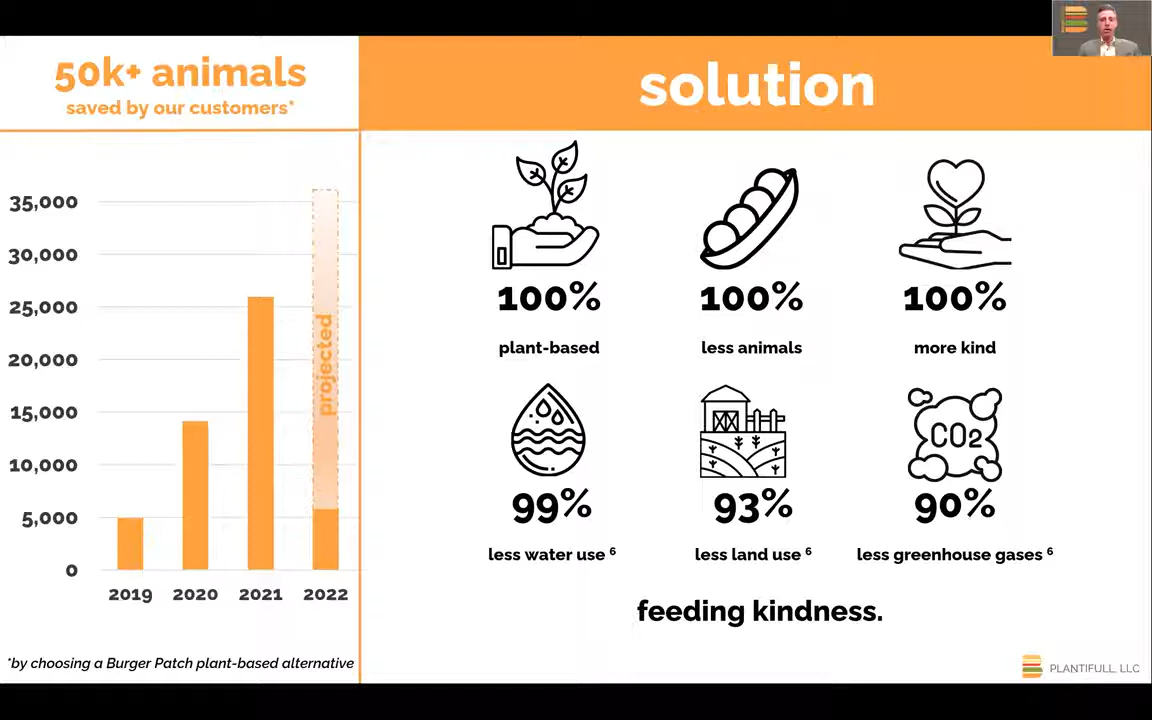 50k+ animals
saved by our customers*
35,000
30,000
25,000
20,000
15,000
10,000
5,000
0
projected
2019 2020 2021 2022
*by choosing a Burger Patch plant-based alternative
solution
100% 100% 100%
plant-based less animals more kind
CO2
99% 93% 90%
less water use 6 less land use 6 less greenhouse gases 6
feeding kindness.
PLANTIFULL, LLC